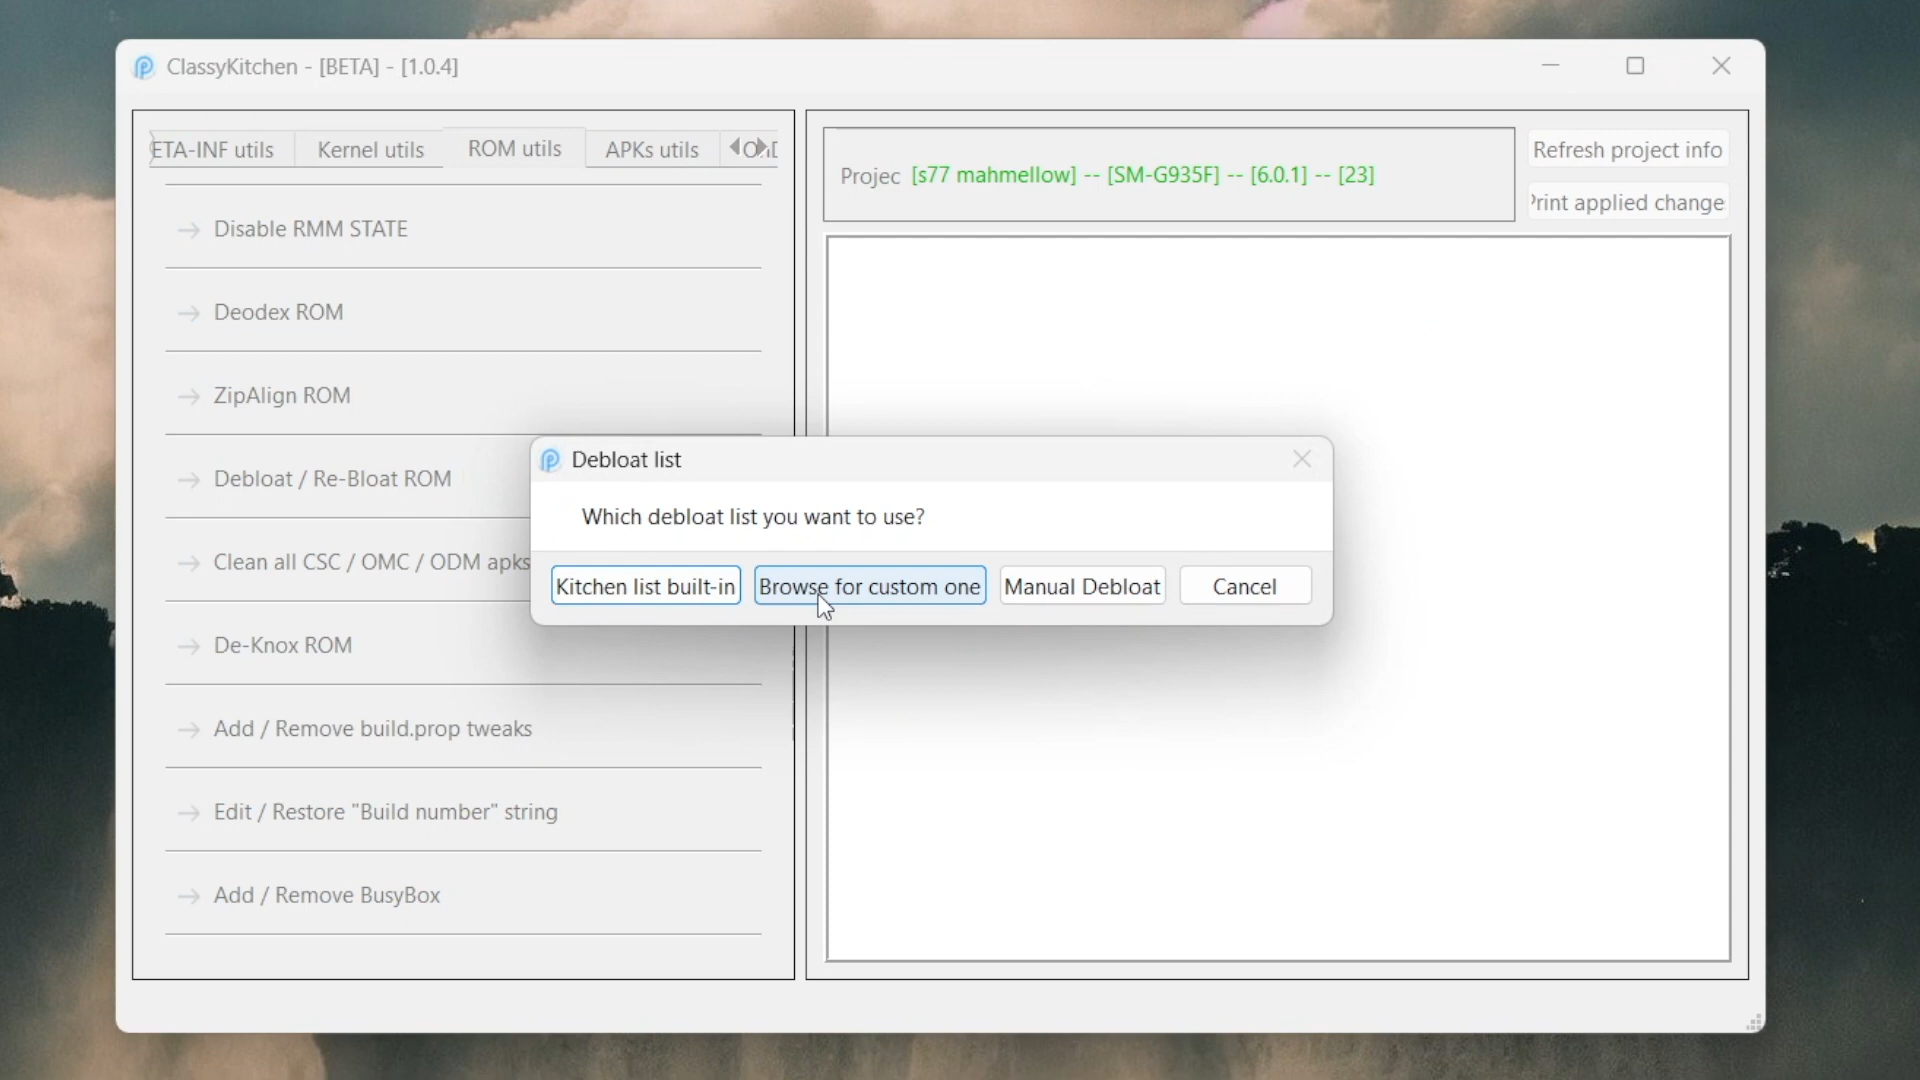 ClassyKitchen - [BETA] - [1.0.4]
ETA-INF utils
Kernel utils
ROM utils
APKs utils
Disable RMM STATE
Deodex ROM
ZipAlign ROM
Debloat / Re-Bloat ROM
Clean all CSC / OMC / ODM apks
De-Knox ROM
Add / Remove build.prop tweaks
Edit / Restore "Build number" string
Add / Remove BusyBox
Projec [s77 mahmellow] -- [SM-G935F] -- [6.0.1] -- [23]
Refresh project info
Print applied change
Debloat list
Which debloat list you want to use?
Kitchen list built-in
Browse for custom one
Manual Debloat
Cancel